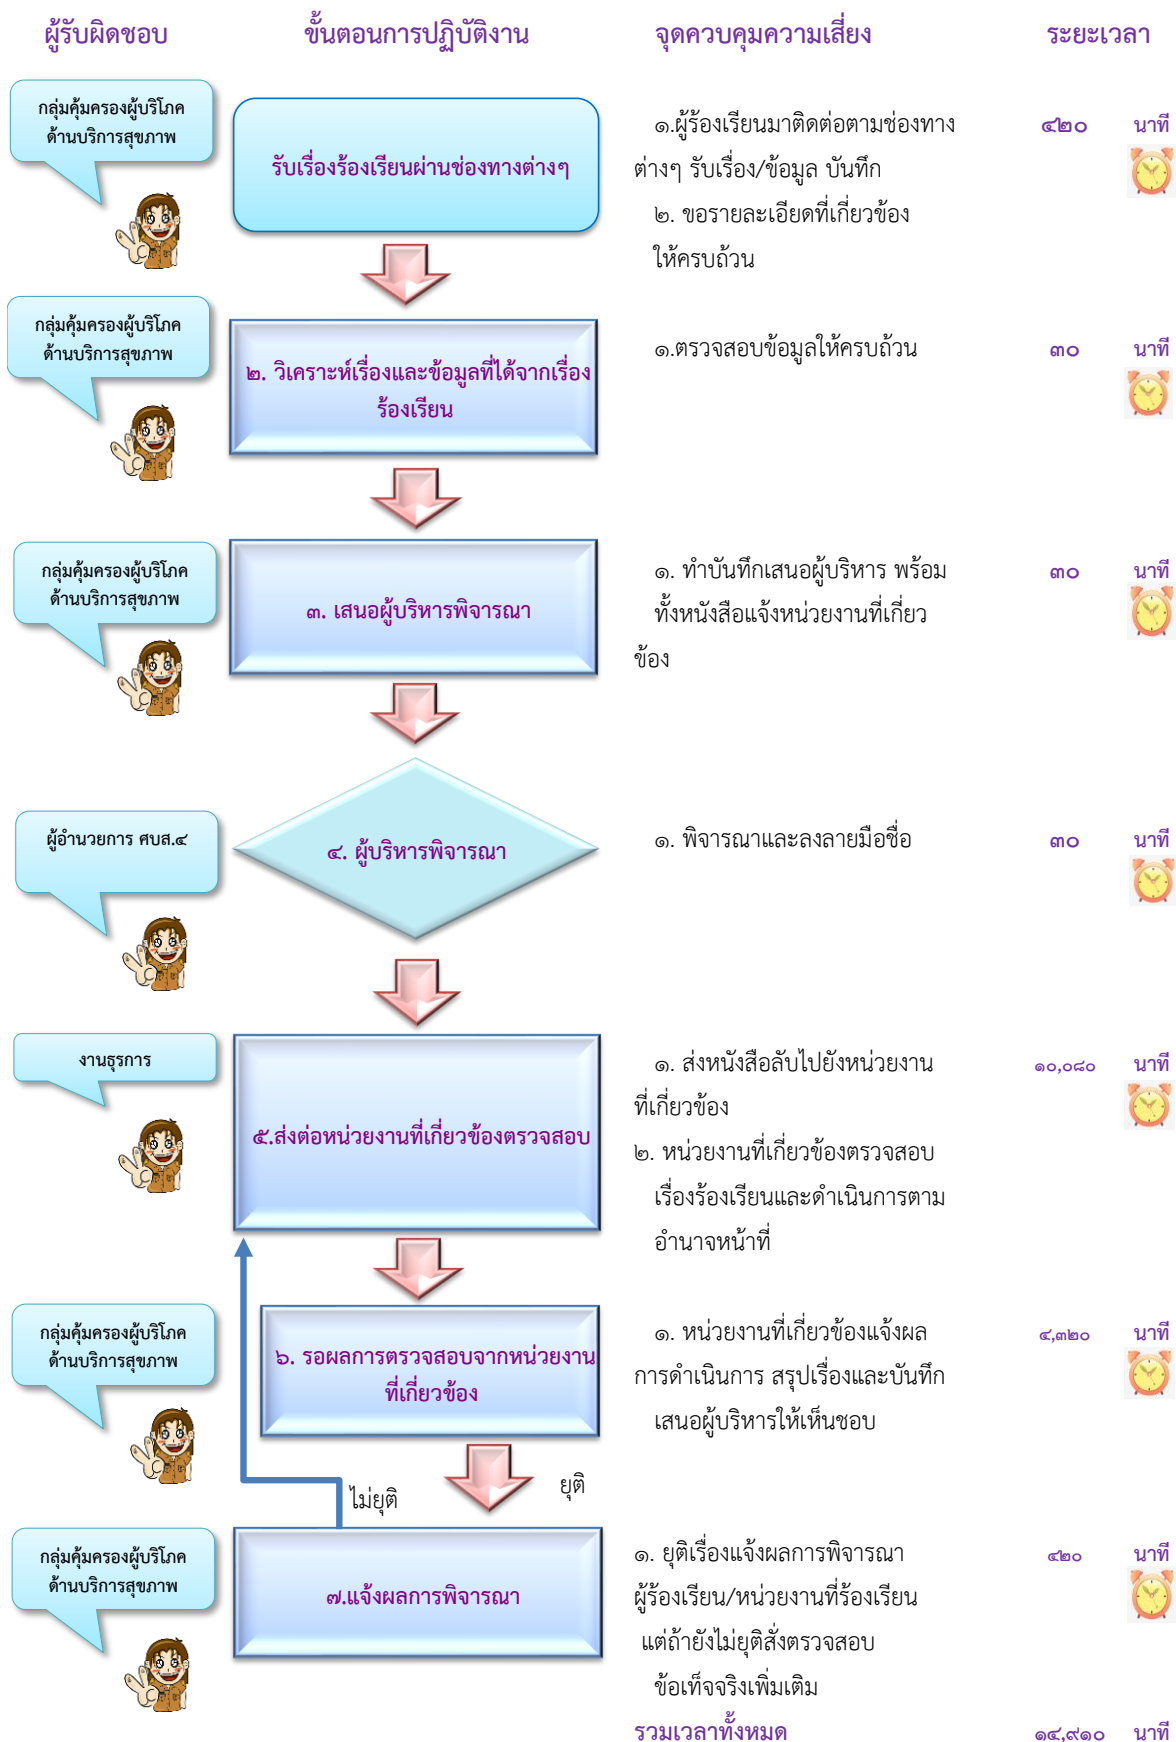 ผู้รับผิดชอบ ขั้นตอนการปฏิบัติงาน จุดควบคุมความเสี่ยง ระยะเวลา
กลุ่มคุ้มครองผู้บริโภค
ด้านบริการสุขภาพ
รับเรื่องร้องเรียนผ่านช่องทางต่างๆ
๑.ผู้ร้องเรียนมาติดต่อตามช่องทาง
ต่างๆ รับเรื่อง/ข้อมูล บันทึก
๒. ขอรายละเอียดที่เกี่ยวข้อง
ให้ครบถ้วน
๔๒๐ นาที
กลุ่มคุ้มครองผู้บริโภค
ด้านบริการสุขภาพ
๒. วิเคราะห์เรื่องและข้อมูลที่ได้จากเรื่อง
ร้องเรียน
๑.ตรวจสอบข้อมูลให้ครบถ้วน
๓๐ นาที
กลุ่มคุ้มครองผู้บริโภค
ด้านบริการสุขภาพ
๓. เสนอผู้บริหารพิจารณา
๑. ทำบันทึกเสนอผู้บริหาร พร้อม
ทั้งหนังสือแจ้งหน่วยงานที่เกี่ยว
ข้อง
๓๐ นาที
ผู้อำนวยการ ศบส.๔
๔. ผู้บริหารพิจารณา
๑. พิจารณาและลงลายมือชื่อ
๓๐ นาที
งานธุรการ
๕.ส่งต่อหน่วยงานที่เกี่ยวข้องตรวจสอบ
๑. ส่งหนังสือลับไปยังหน่วยงาน
ที่เกี่ยวข้อง
๒. หน่วยงานที่เกี่ยวข้องตรวจสอบ
เรื่องร้องเรียนและดำเนินการตาม
อำนาจหน้าที่
๑๐,๐๘๐ นาที
กลุ่มคุ้มครองผู้บริโภค
ด้านบริการสุขภาพ
๖. รอผลการตรวจสอบจากหน่วยงาน
ที่เกี่ยวข้อง
๑. หน่วยงานที่เกี่ยวข้องแจ้งผล
การดำเนินการ สรุปเรื่องและบันทึก
เสนอผู้บริหารให้เห็นชอบ
๔,๓๒๐ นาที
ไม่ยุติ
ยุติ
กลุ่มคุ้มครองผู้บริโภค
ด้านบริการสุขภาพ
๗.แจ้งผลการพิจารณา
๑. ยุติเรื่องแจ้งผลการพิจารณา
ผู้ร้องเรียน/หน่วยงานที่ร้องเรียน
แต่ถ้ายังไม่ยุติสั่งตรวจสอบ
ข้อเท็จจริงเพิ่มเติม
๔๒๐ นาที
รวมเวลาทั้งหมด ๑๔,๙๑๐ นาที